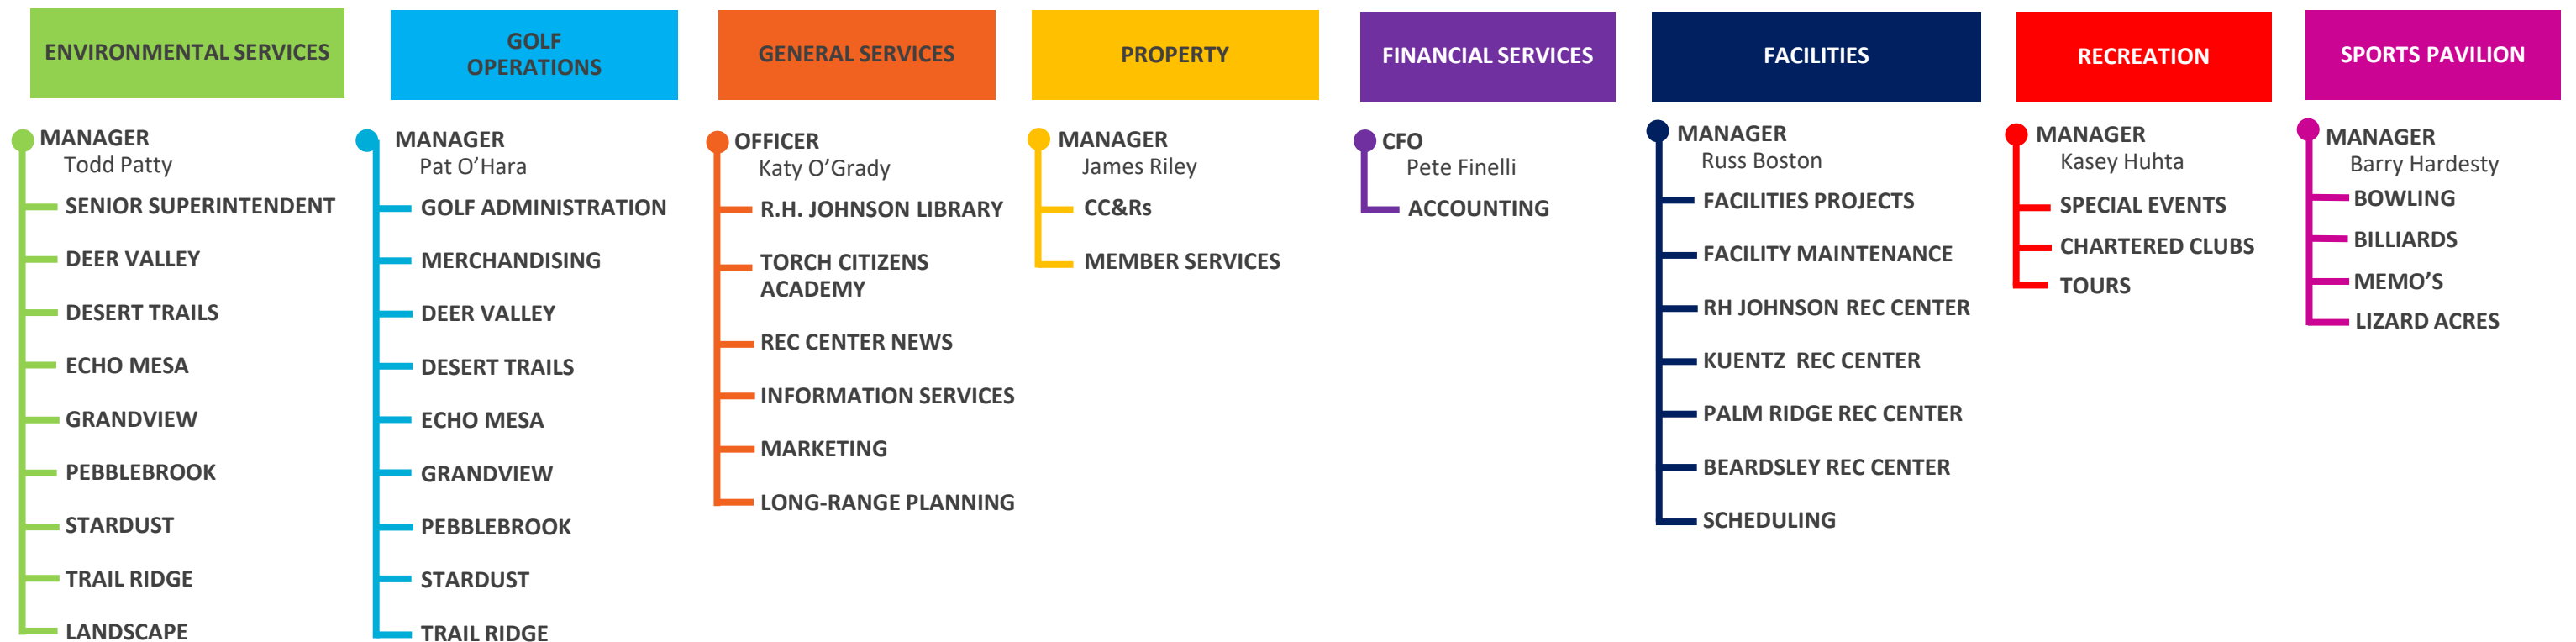 ENVIRONMENTAL SERVICES
MANAGER
Todd Patty
SENIOR SUPERINTENDENT
DEER VALLEY
DESERT TRAILS
ECHO MESA
GRANDVIEW
PEBBLEBROOK
STARDUST
TRAIL RIDGE
LANDSCAPE
GOLF
OPERATIONS
MANAGER
Pat O’Hara
GOLF ADMINISTRATION
MERCHANDISING
DEER VALLEY
DESERT TRAILS
ECHO MESA
GRANDVIEW
PEBBLEBROOK
STARDUST
TRAIL RIDGE
GENERAL SERVICES
OFFICER
Katy O’Grady
R.H. JOHNSON LIBRARY
TORCH CITIZENS
ACADEMY
REC CENTER NEWS
INFORMATION SERVICES
MARKETING
LONG-RANGE PLANNING
PROPERTY
MANAGER
James Riley
CC&Rs
MEMBER SERVICES
FINANCIAL SERVICES
CFO
Pete Finelli
ACCOUNTING
FACILITIES
MANAGER
Russ Boston
FACILITIES PROJECTS
FACILITY MAINTENANCE
RH JOHNSON REC CENTER
KUENTZ  REC CENTER
PALM RIDGE REC CENTER
BEARDSLEY REC CENTER
SCHEDULING
RECREATION
MANAGER
Kasey Huhta
SPECIAL EVENTS
CHARTERED CLUBS
TOURS
SPORTS PAVILION
MANAGER
Barry Hardesty
BOWLING
BILLIARDS
MEMO’S
LIZARD ACRES